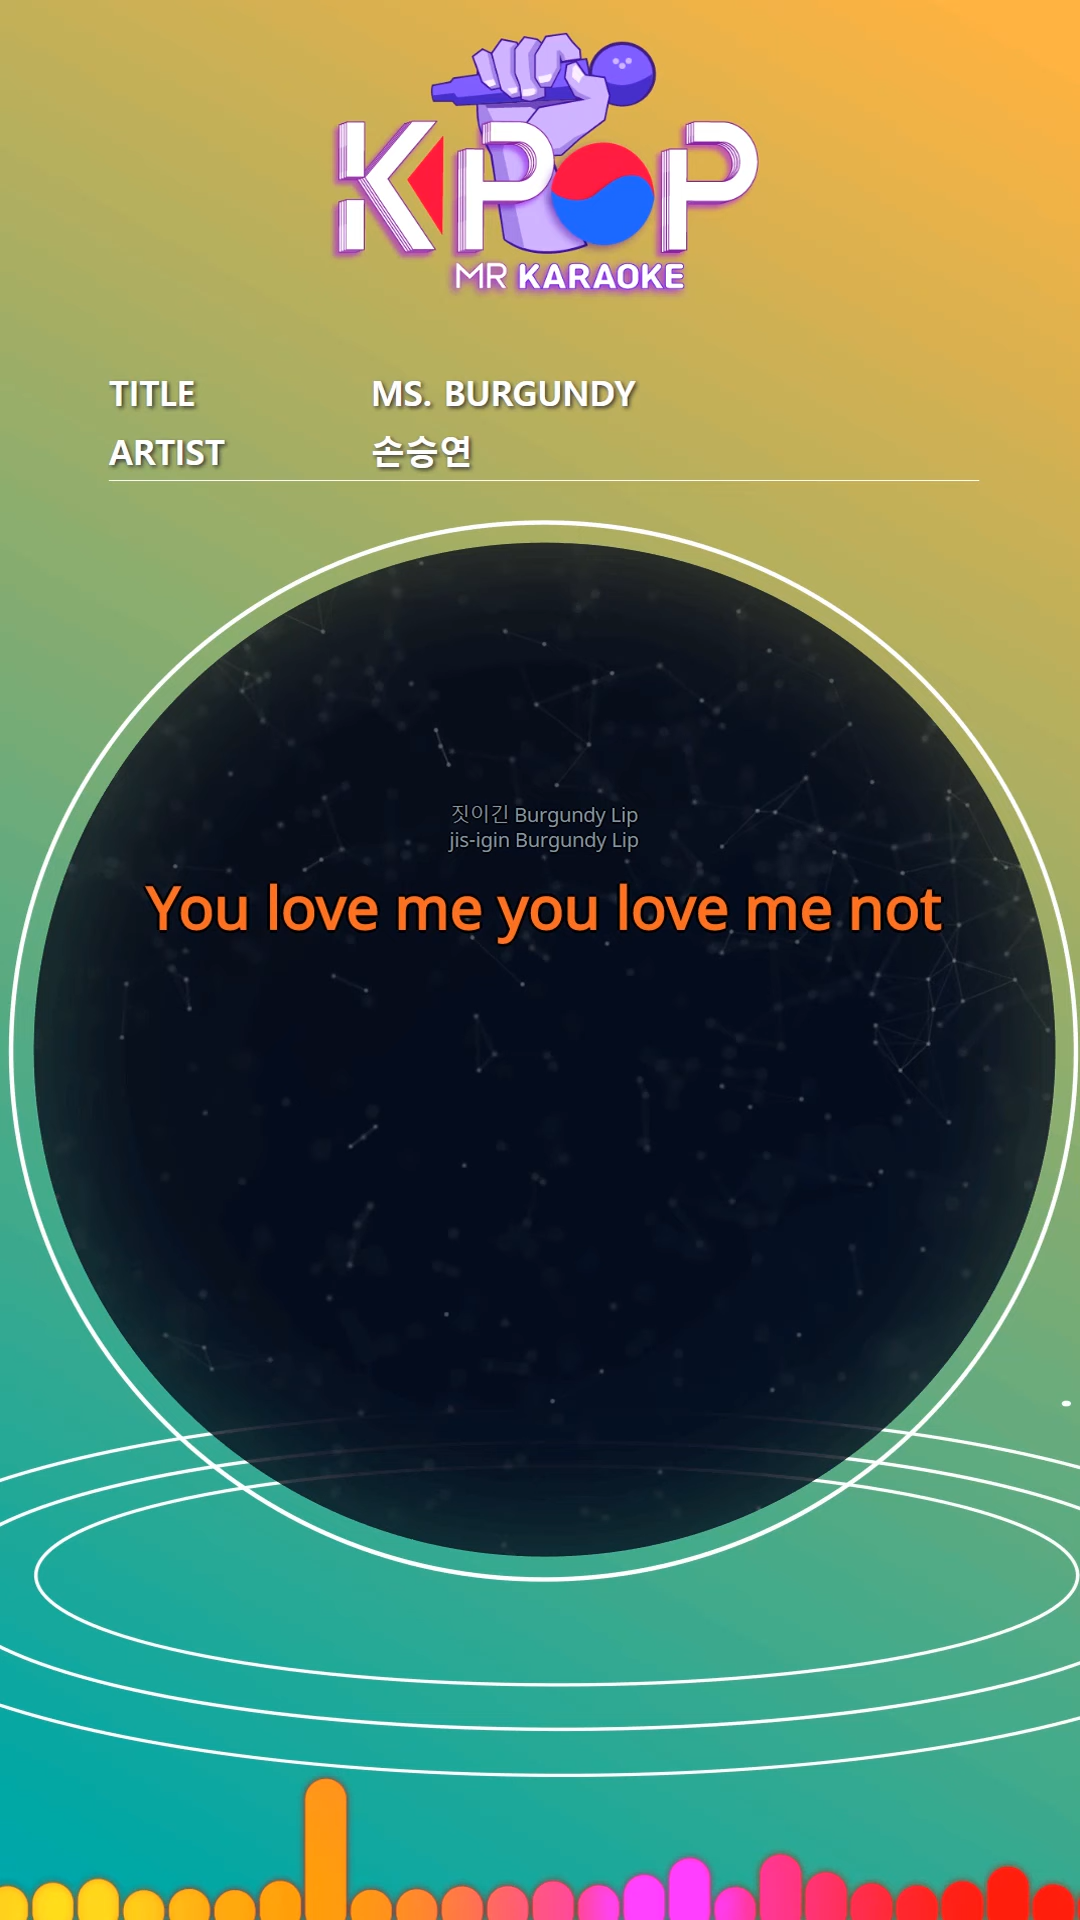 KPOP
MR KARAOKE
TITLE MS. BURGUNDY
ARTIST 손승연
짓이긴 Burgundy Lip
jis-igin Burgundy Lip
You love me you love me not